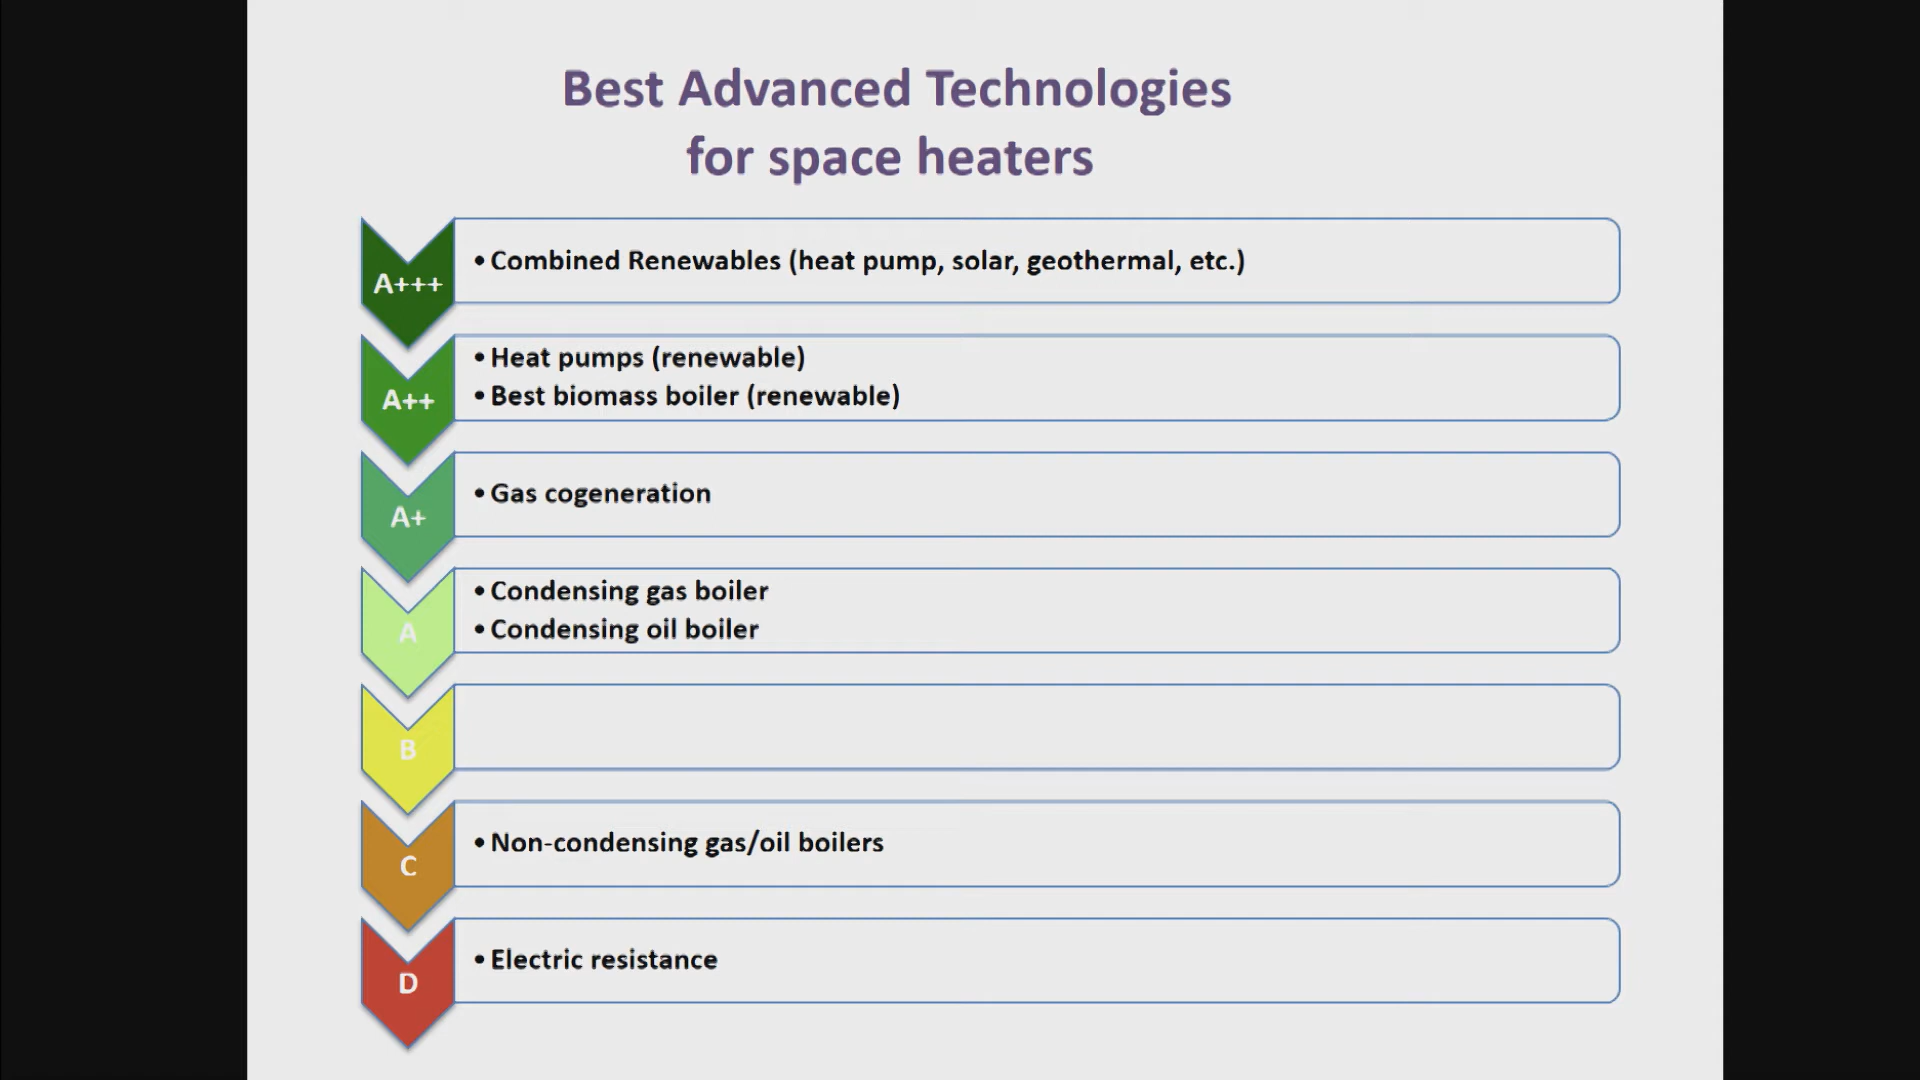 Best Advanced Technologies
for space heaters
A+++
• Combined Renewables (heat pump, solar, geothermal, etc.)
A++
• Heat pumps (renewable)
• Best biomass boiler (renewable)
A+
• Gas cogeneration
A
• Condensing gas boiler
• Condensing oil boiler
B
C
• Non-condensing gas/oil boilers
D
• Electric resistance